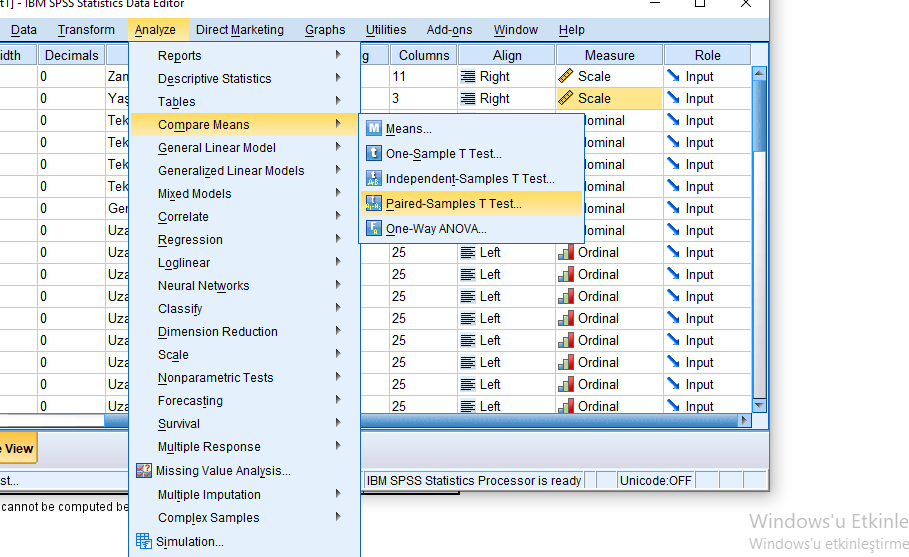 t1] - IBM SPSS Statistics Data Editor
Data Transform Analyze Direct Marketing Graphs Utilities Add-ons Window Help
idth Decimals g Columns Align Measure Role
0 Zan 11 Right Scale Input
0 Yaş 3 Right Scale Input
0 Tek Nominal Input
0 Tek Nominal Input
0 Tek Nominal Input
0 Tek Nominal Input
0 Ger Nominal Input
0 Uza Nominal Input
0 Uza 25 Left Ordinal Input
0 Uza 25 Left Ordinal Input
0 Uza 25 Left Ordinal Input
0 Uza 25 Left Ordinal Input
0 Uza 25 Left Ordinal Input
0 Uza 25 Left Ordinal Input
0 Uza 25 Left Ordinal Input
0 Uza 25 Left Ordinal Input
Reports
Descriptive Statistics
Tables
Compare Means
General Linear Model
Generalized Linear Models
Mixed Models
Correlate
Regression
Loglinear
Neural Networks
Classify
Dimension Reduction
Scale
Nonparametric Tests
Forecasting
Survival
Multiple Response
Missing Value Analysis...
Multiple Imputation
Complex Samples
Simulation...
Means...
One-Sample T Test...
Independent-Samples T Test...
Paired-Samples T Test...
One-Way ANOVA...
e View
st... IBM SPSS Statistics Processor is ready Unicode:OFF
cannot be computed be
Windows'u Etkinle
Windows'u etkinleştirme